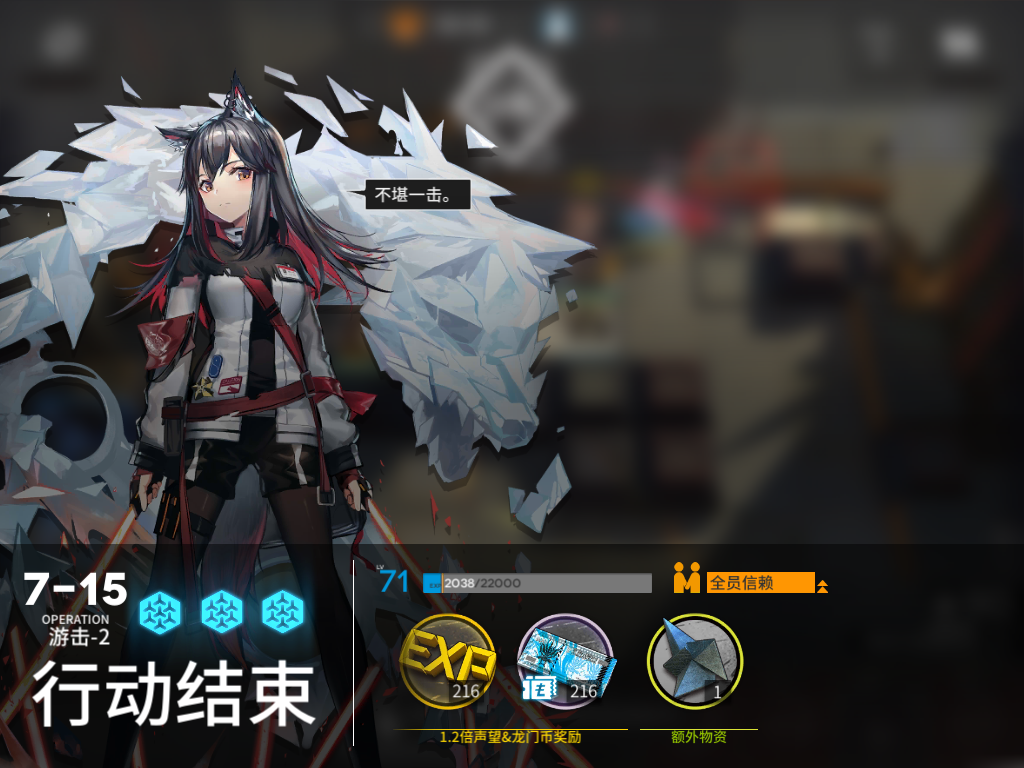 不堪一击。
7-15
OPERATION
游击-2
行动结束
LV
71
EXP 2038/22000
全员信赖
EXP
216
216
1
1.2倍声望&龙门币奖励
额外物资